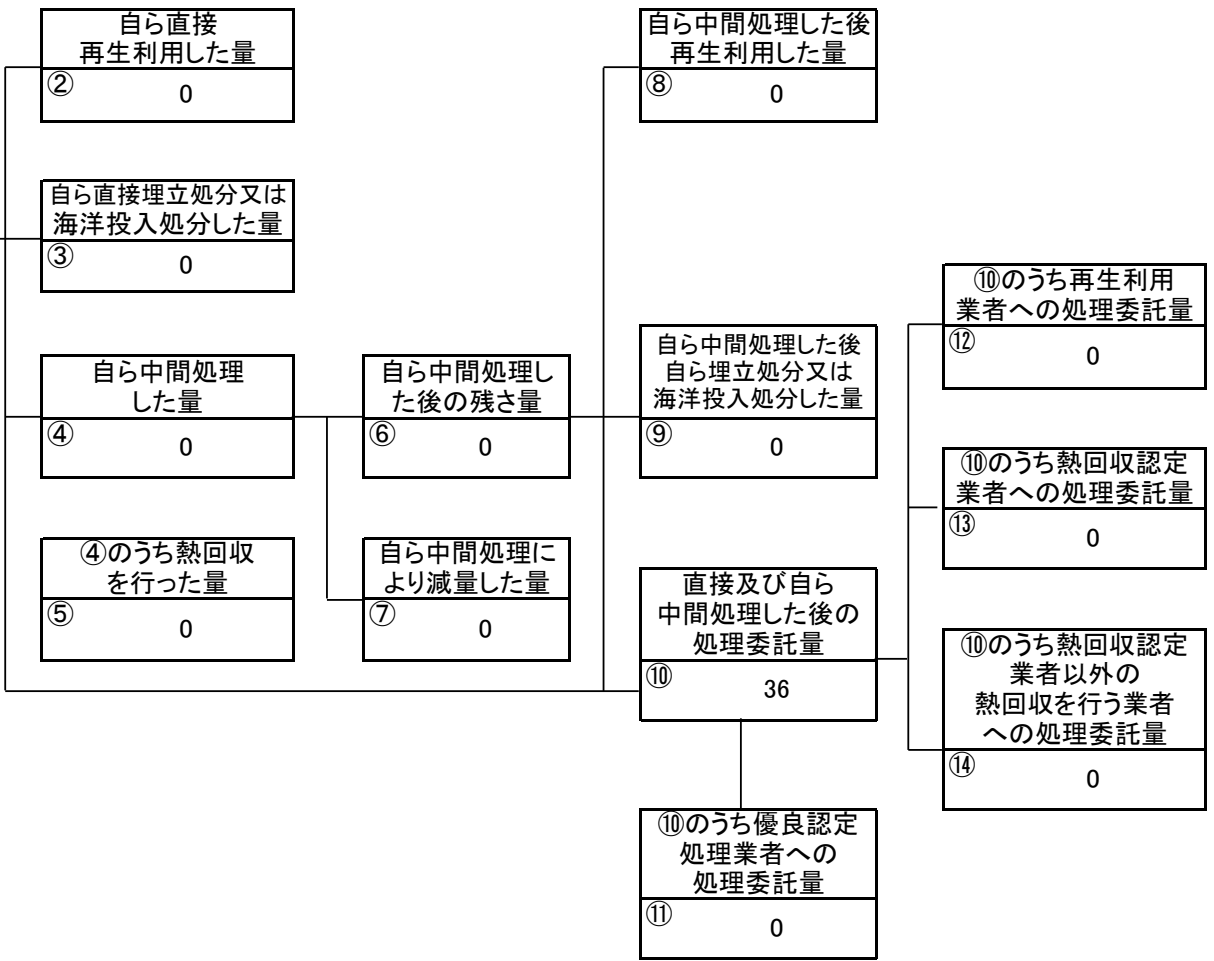 自ら直接
再生利用した量
②
0
自ら直接埋立処分又は
海洋投入処分した量
③
0
自ら中間処理
した量
④
0
④のうち熱回収
を行った量
⑤
0
自ら中間処理し
た後の残さ量
⑥
0
自ら中間処理に
より減量した量
⑦
0
自ら中間処理した後
再生利用した量
⑧
0
自ら中間処理した後
自ら埋立処分又は
海洋投入処分した量
⑨
0
直接及び自ら
中間処理した後の
処理委託量
⑩
36
⑩のうち優良認定
処理業者への
処理委託量
⑪
0
⑩のうち再生利用
業者への処理委託量
⑫
0
⑩のうち熱回収認定
業者への処理委託量
⑬
0
⑩のうち熱回収認定
業者以外の
熱回収を行う業者
への処理委託量
⑭
0